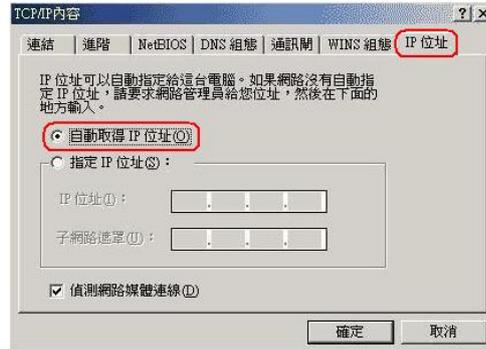 TCP/IP內容
連結 進階 NetBIOS DNS 組態 通訊閘 WINS 組態 IP 位址
IP 位址可以自動指定給這台電腦。如果網路沒有自動指
定 IP 位址，請要求網路管理員給您位址，然後在下面的
地方輸入。
自動取得 IP 位址(O)
指定 IP 位址(S)：
IP 位址(I)：
子網路遮罩(U)：
偵測網路媒體連線(D)
確定 取消